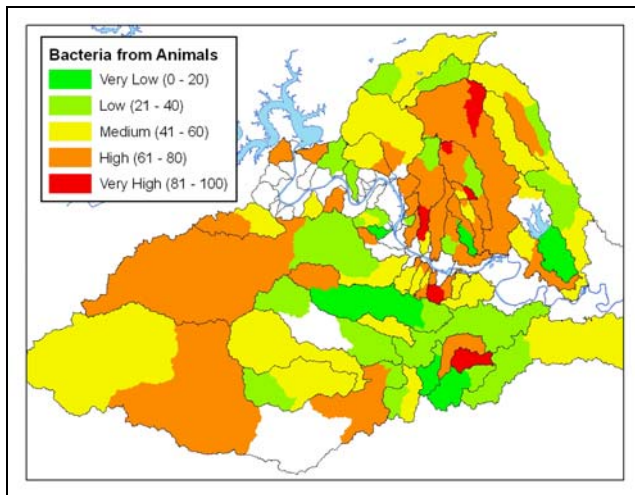 Bacteria from Animals
Very Low (0 - 20)
Low (21 - 40)
Medium (41 - 60)
High (61 - 80)
Very High (81 - 100)